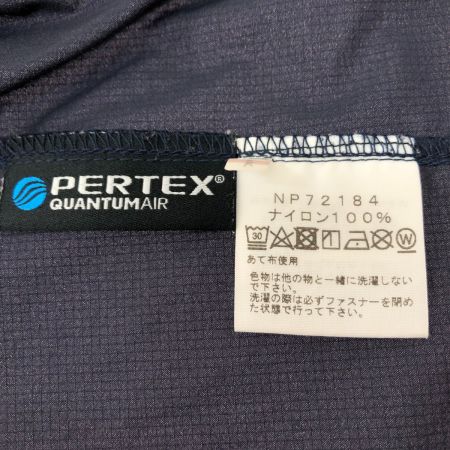 PERTEX®
QUANTUMAIR
NP72184
ナイロン100%
30
W
あて布使用
色物は他の物と一緒に洗濯しない
で下さい。
洗濯の際は必ずファスナーを閉め
た状態で行って下さい。